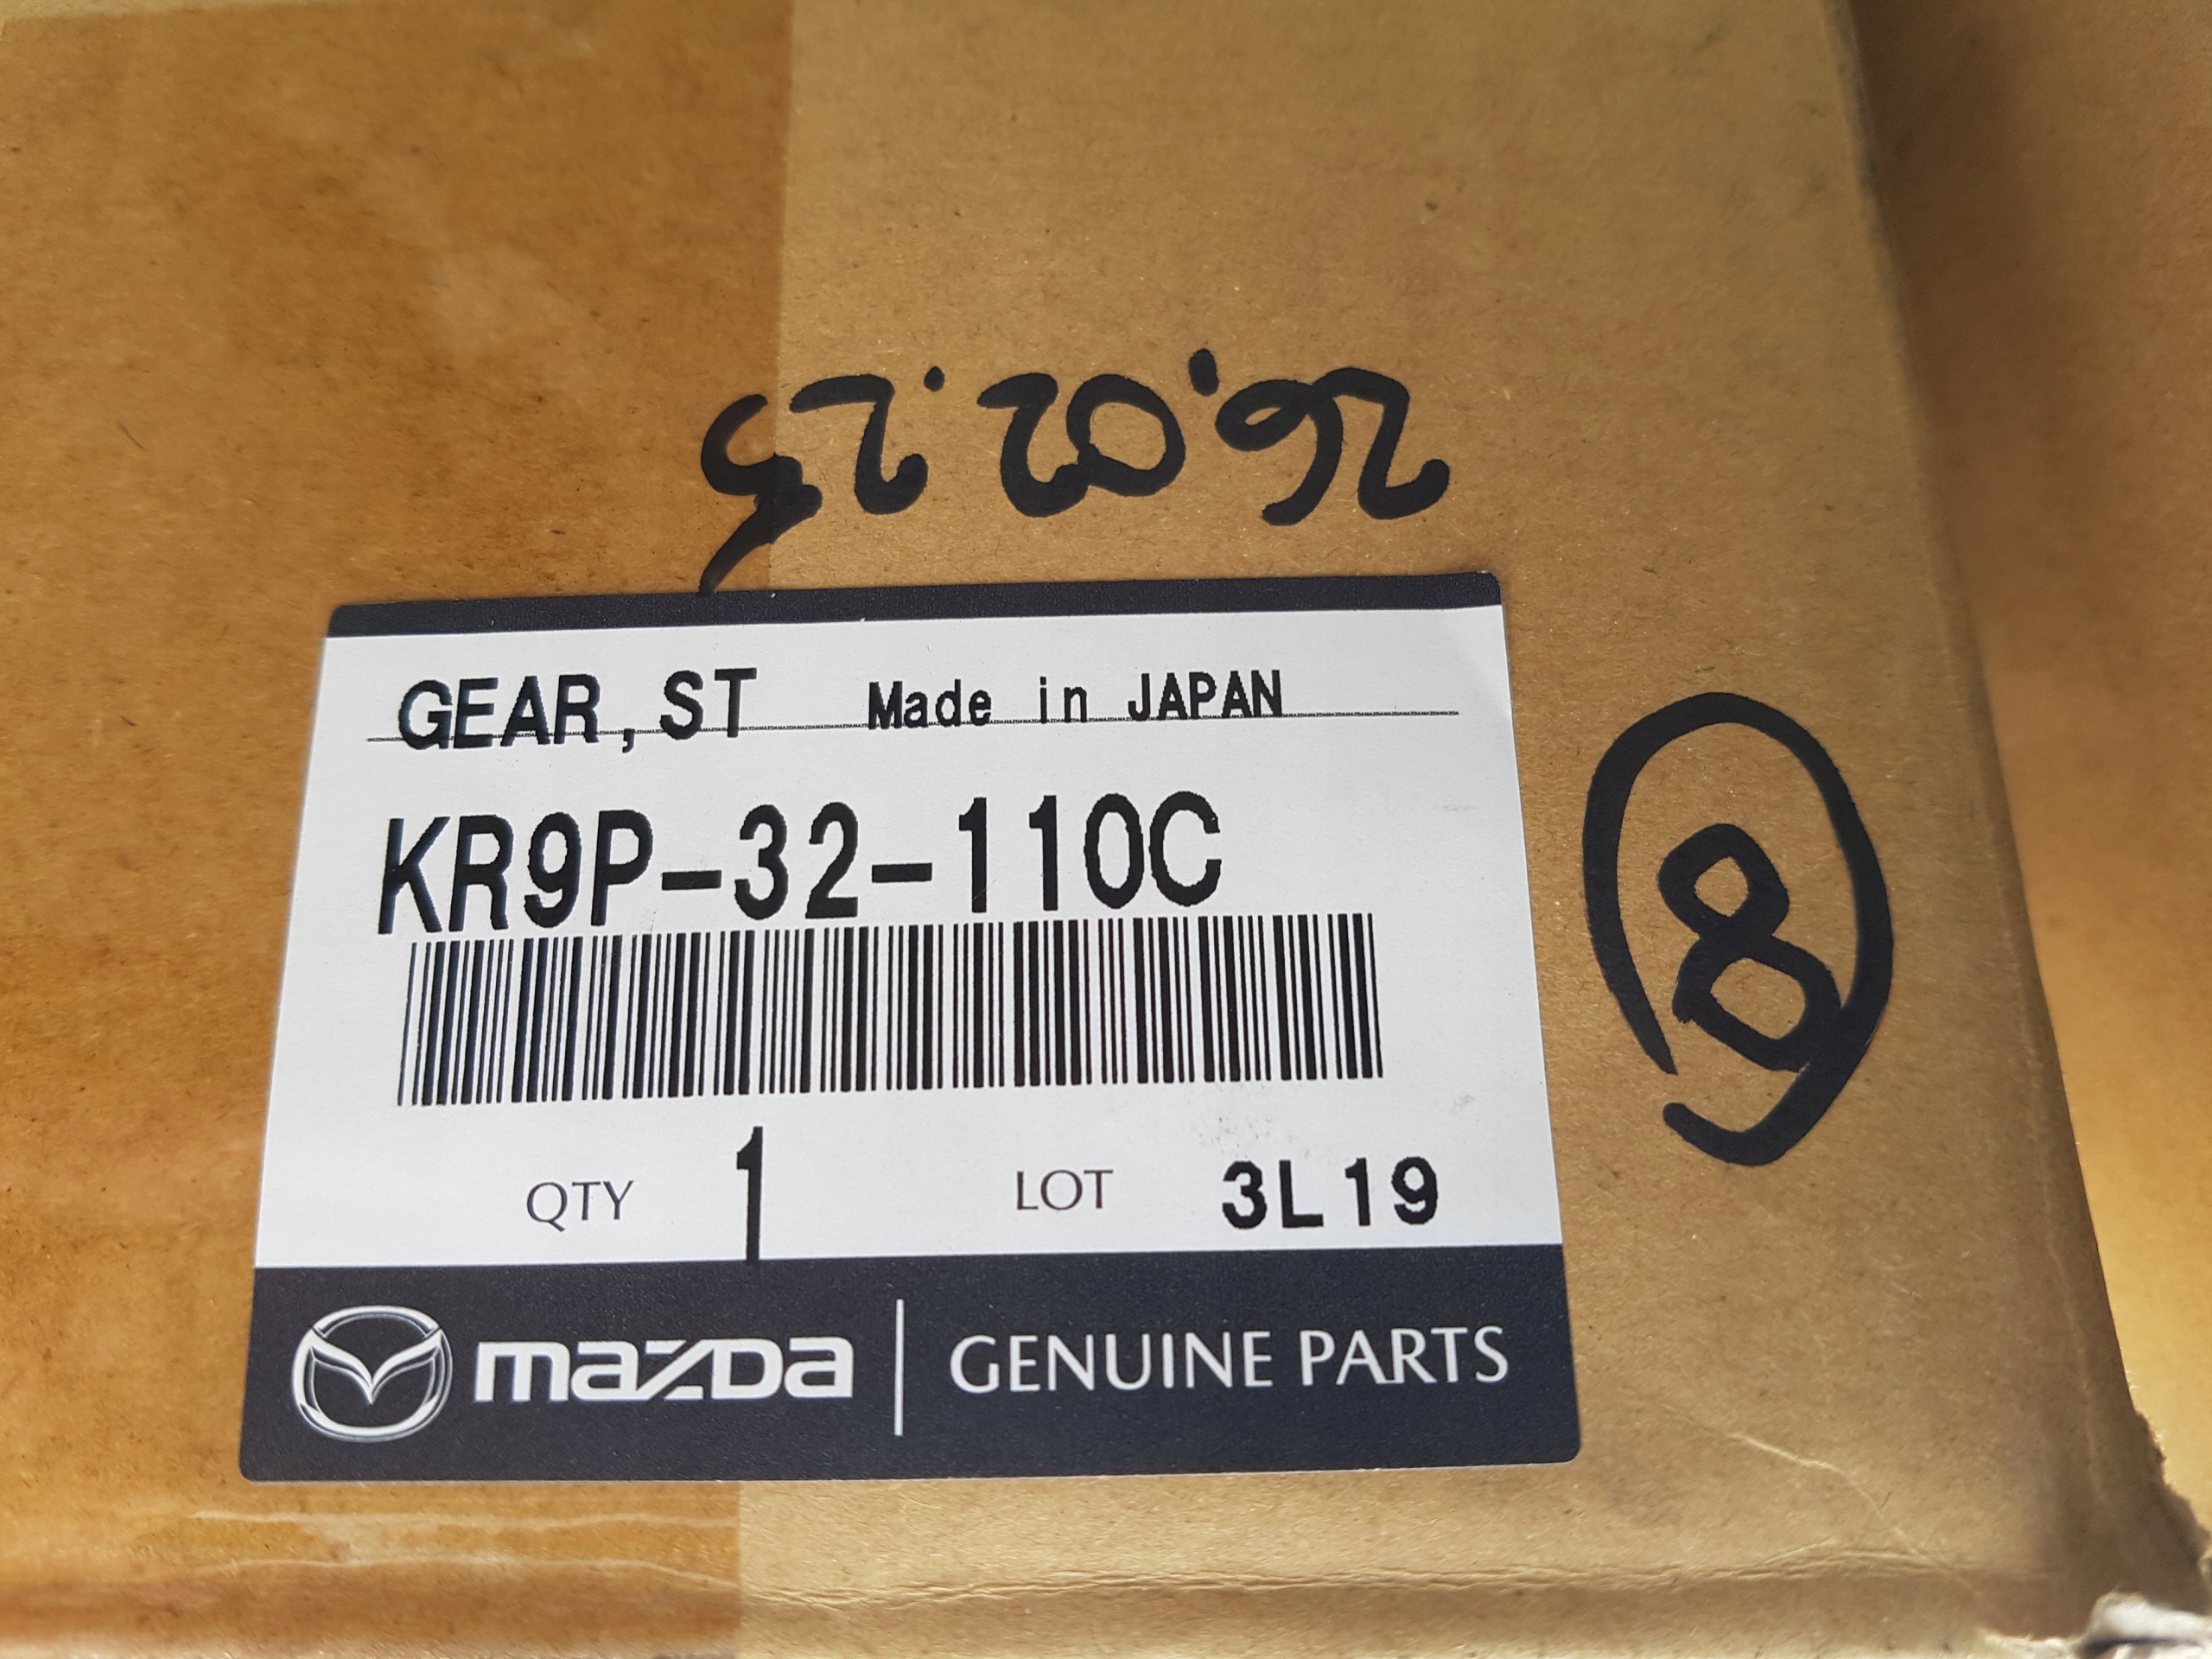 26.02.25
GEAR, ST Made in JAPAN
KR9P-32-110C
8
QTY 1 LOT 3L19
mazda GENUINE PARTS